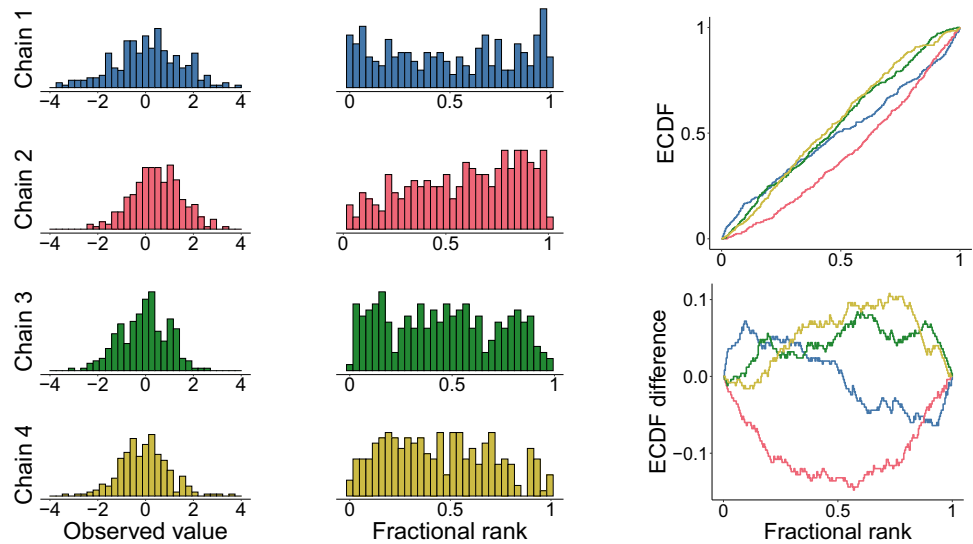 Chain 1
−4 −2 0 2 4
0 0.5 1
Chain 2
−4 −2 0 2 4
0 0.5 1
Chain 3
−4 −2 0 2 4
0 0.5 1
Chain 4
−4 −2 0 2 4
Observed value
0 0.5 1
Fractional rank
ECDF
1
0.5
0
0 0.5 1
ECDF difference
0.1
0.0
−0.1
0 0.5 1
Fractional rank